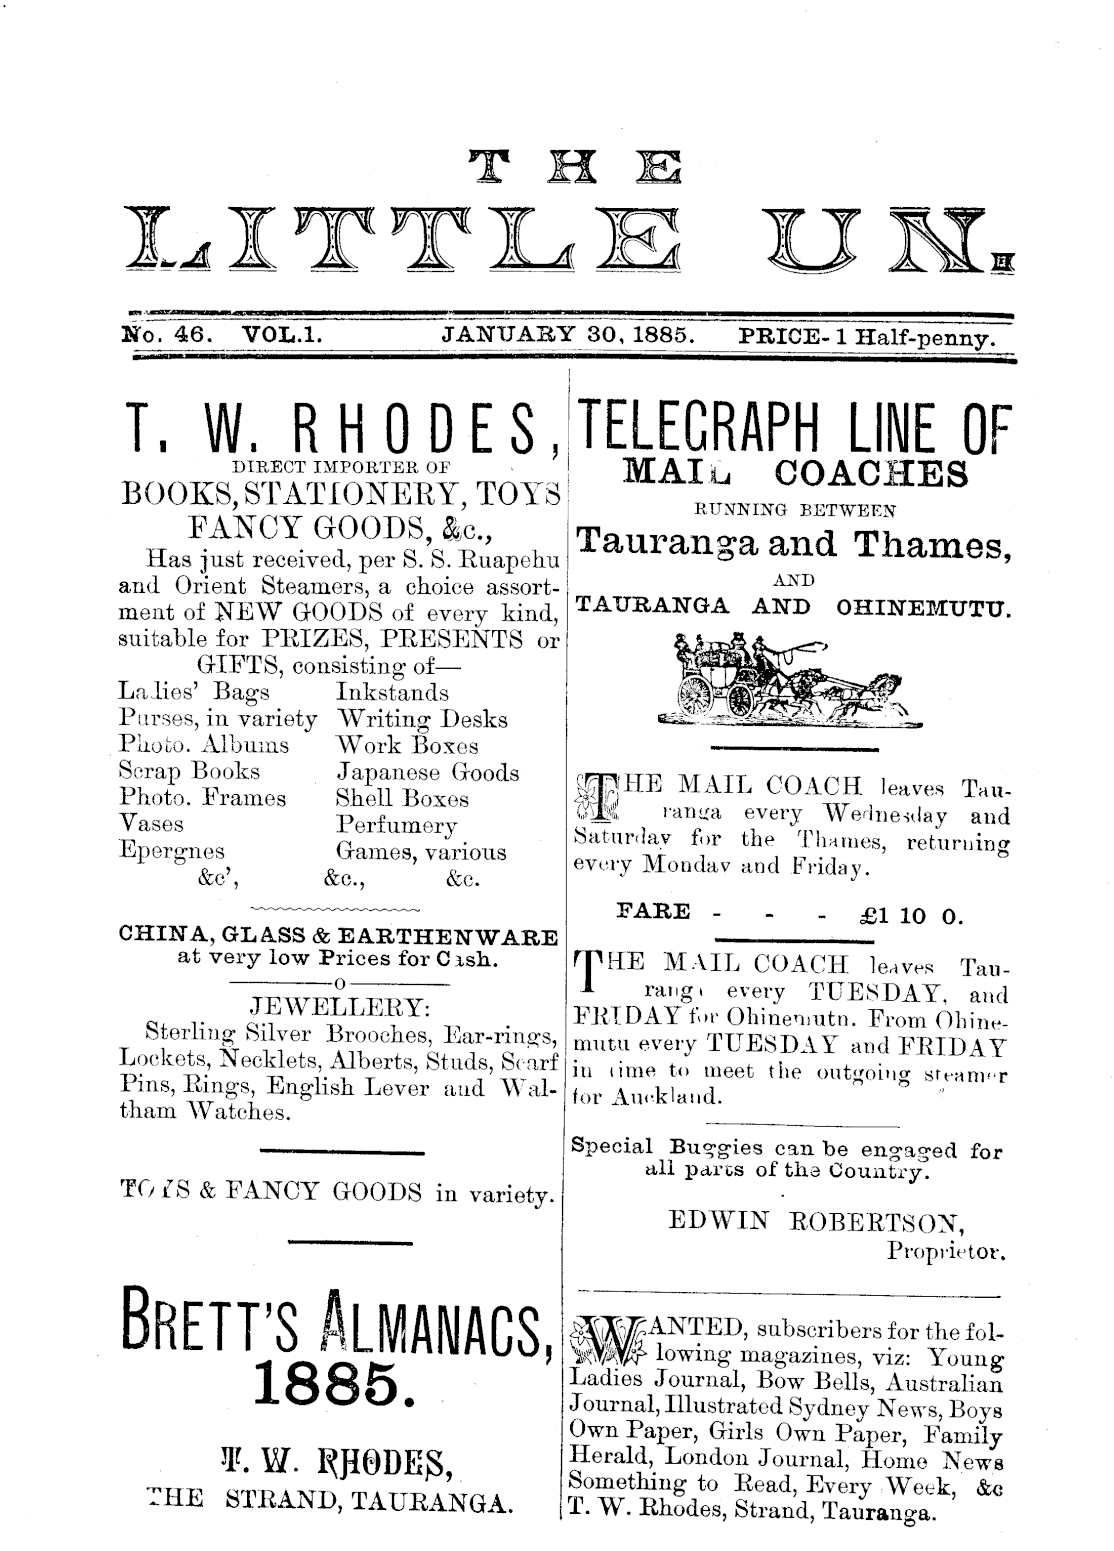 THE
LITTLE UN.
No. 46. VOL.1. JANUARY 30, 1885. PRICE- 1 Half-penny.
T. W. RHODES,
DIRECT IMPORTER OF
BOOKS, STATIONERY, TOYS
FANCY GOODS, &c.,
Has just received, per S. S. Ruapehu
and Orient Steamers, a choice assort-
ment of NEW GOODS of every kind,
suitable for PRIZES, PRESENTS or
GIFTS, consisting of—
Ladies' Bags Inkstands
Purses, in variety Writing Desks
Photo. Albums Work Boxes
Scrap Books Japanese Goods
Photo. Frames Shell Boxes
Vases Perfumery
Epergnes Games, various
&c', &c., &c.
CHINA, GLASS & EARTHENWARE
at very low Prices for Cash.
o
JEWELLERY:
Sterling Silver Brooches, Ear-rings,
Lockets, Necklets, Alberts, Studs, Scarf
Pins, Rings, English Lever and Wal-
tham Watches.
TOYS & FANCY GOODS in variety.
BRETT'S ALMANACS,
1885.
T. W. RHODES,
THE STRAND, TAURANGA.
TELEGRAPH LINE OF
MAIL COACHES
RUNNING BETWEEN
Tauranga and Thames,
AND
TAURANGA AND OHINEMUTU.
THE MAIL COACH leaves Tau-
ranga every Wednesday and
Saturday for the Thames, returning
every Monday and Friday.
FARE - - - £1 10 0.
THE MAIL COACH leaves Tau-
ranga every TUESDAY, and
FRIDAY for Ohinemutu. From Ohine-
mutu every TUESDAY and FRIDAY
in time to meet the outgoing steamer
for Auckland.
Special Buggies can be engaged for
all parts of the Country.
EDWIN ROBERTSON,
Proprietor.
WANTED, subscribers for the fol-
lowing magazines, viz: Young
Ladies Journal, Bow Bells, Australian
Journal, Illustrated Sydney News, Boys
Own Paper, Girls Own Paper, Family
Herald, London Journal, Home News
Something to Read, Every Week, &c
T. W. Rhodes, Strand, Tauranga.